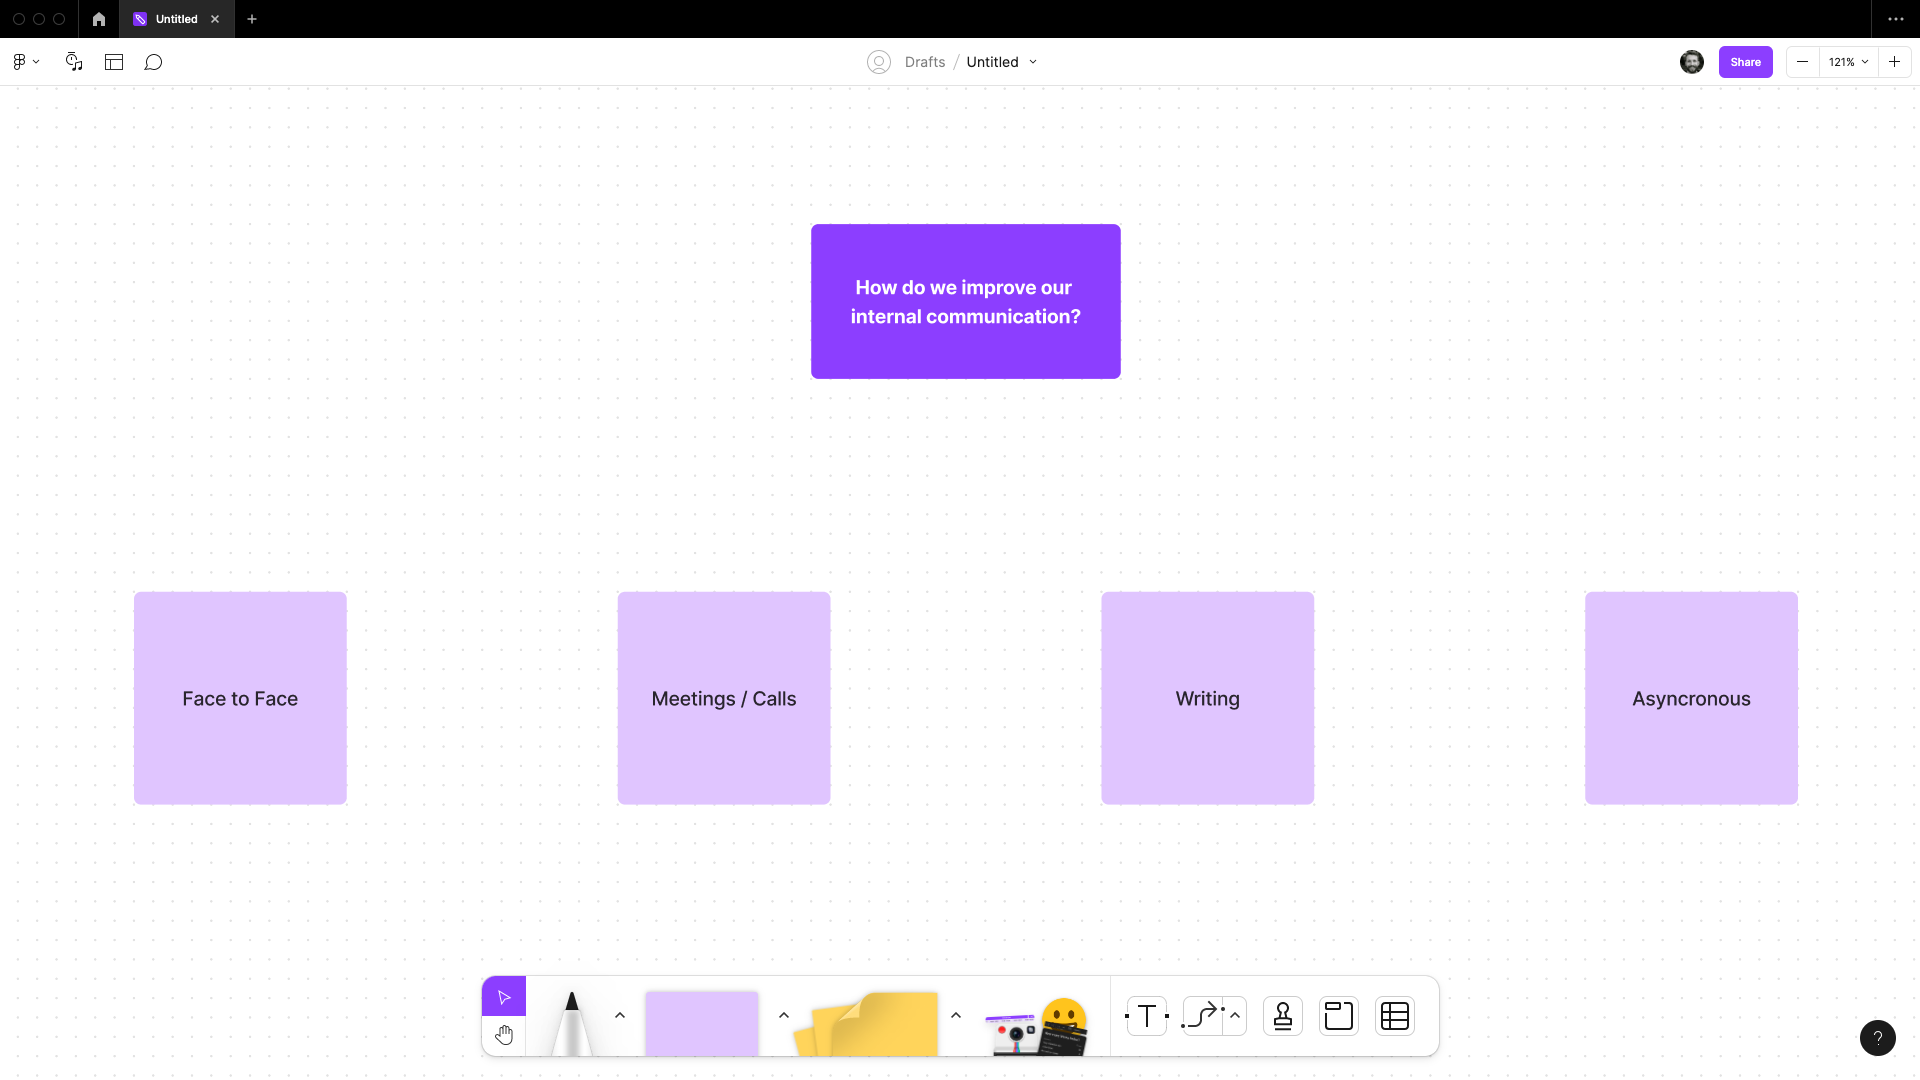 Untitled
Drafts / Untitled
Share
121%
How do we improve our
internal communication?
Face to Face
Meetings / Calls
Writing
Asyncronous
T
?